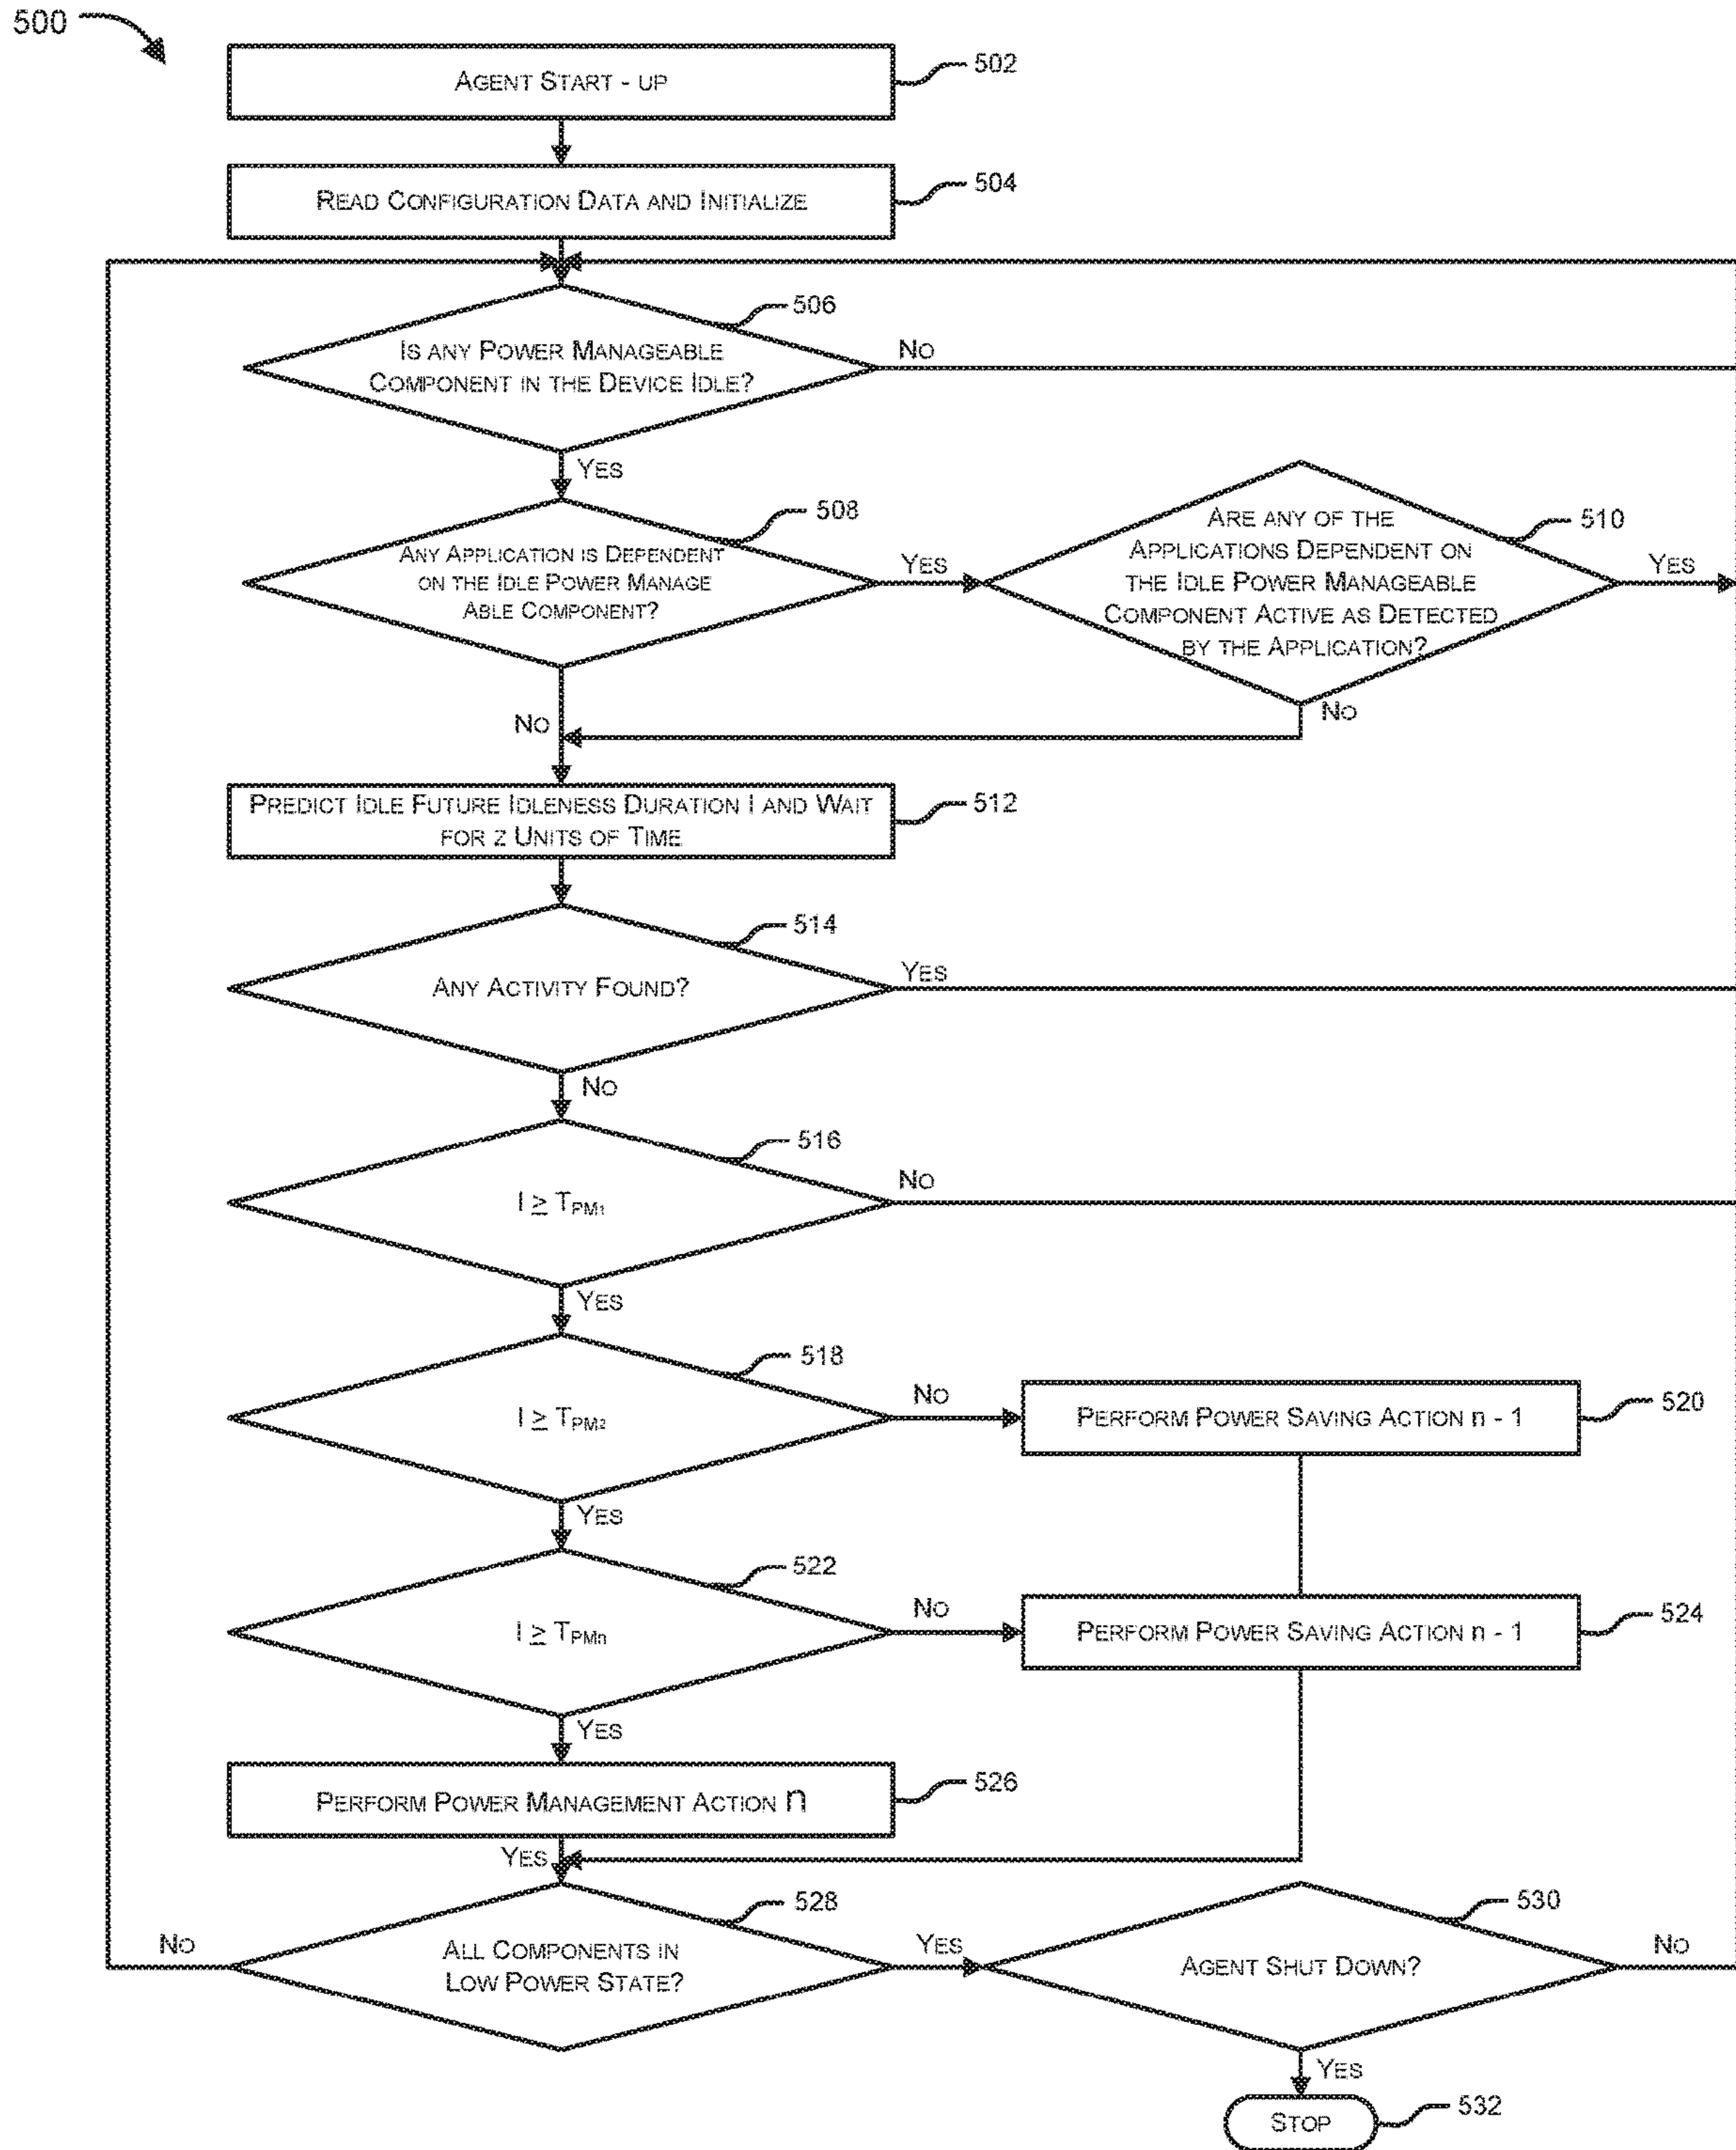 500
AGENT START - UP
502
READ CONFIGURATION DATA AND INITIALIZE
504
506
IS ANY POWER MANAGEABLE
COMPONENT IN THE DEVICE IDLE?
NO
YES
508
ANY APPLICATION IS DEPENDENT
ON THE IDLE POWER MANAGE
ABLE COMPONENT?
YES
510
ARE ANY OF THE
APPLICATIONS DEPENDENT ON
THE IDLE POWER MANAGEABLE
COMPONENT ACTIVE AS DETECTED
BY THE APPLICATION?
YES
NO
NO
PREDICT IDLE FUTURE IDLENESS DURATION I AND WAIT
FOR z UNITS OF TIME
512
514
ANY ACTIVITY FOUND?
YES
NO
516
I ≥ TPM1
NO
YES
518
I ≥ TPM2
NO
PERFORM POWER SAVING ACTION n - 1
520
YES
522
I ≥ TPMn
NO
PERFORM POWER SAVING ACTION n - 1
524
YES
PERFORM POWER MANAGEMENT ACTION n
526
YES
528
ALL COMPONENTS IN
LOW POWER STATE?
NO
YES
530
AGENT SHUT DOWN?
NO
YES
STOP
532